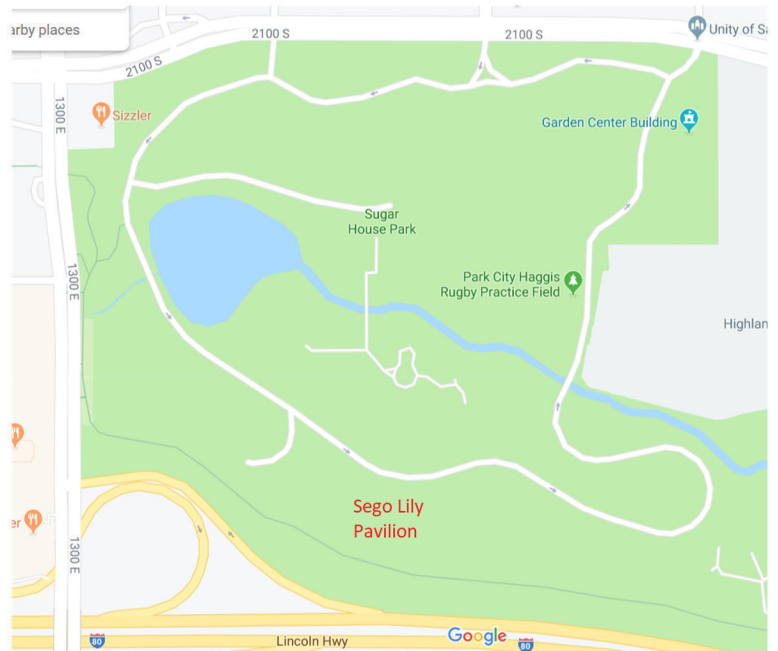 arby places
2100 S
2100 S
Unity of Sa
2100 S
1300 E
Sizzler
Garden Center Building
Sugar
House Park
1300 E
Park City Haggis
Rugby Practice Field
Highlan
Sego Lily
Pavilion
er
1300 E
80
Lincoln Hwy
Google
80